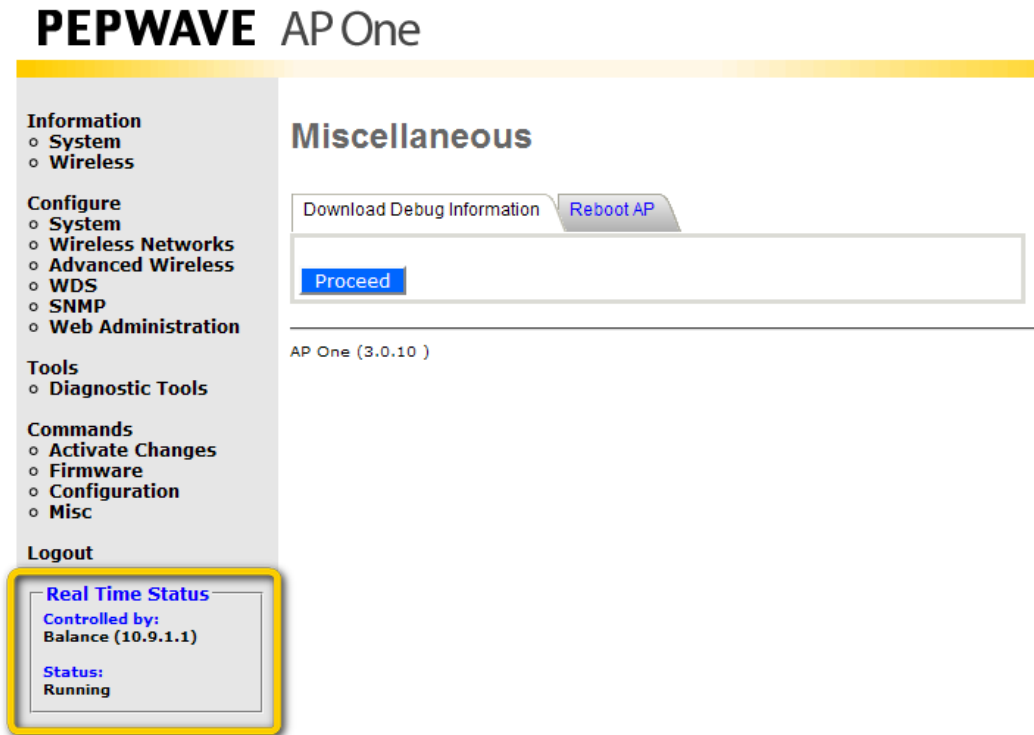 PEPWAVE AP One
Information
System
Wireless
Configure
System
Wireless Networks
Advanced Wireless
WDS
SNMP
Web Administration
Tools
Diagnostic Tools
Commands
Activate Changes
Firmware
Configuration
Misc
Logout
Real Time Status
Controlled by:
Balance (10.9.1.1)
Status:
Running
Miscellaneous
Download Debug Information Reboot AP
Proceed
AP One (3.0.10 )